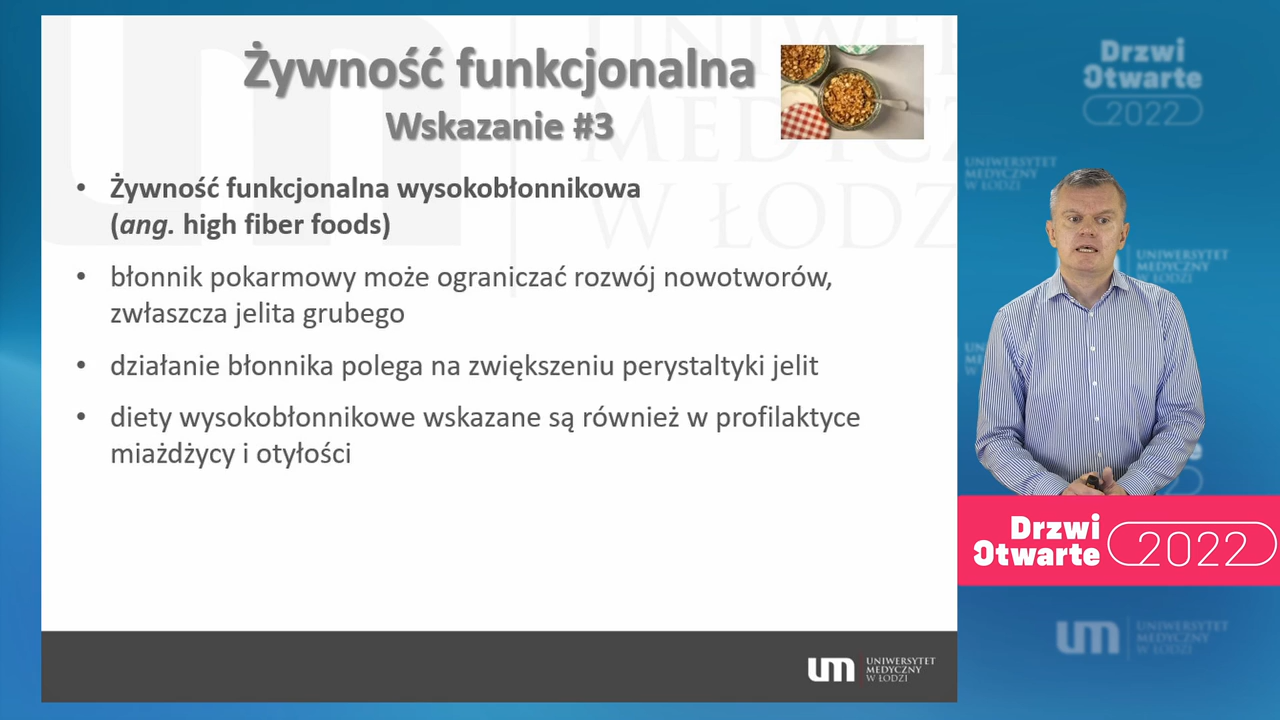 Żywność funkcjonalna
Wskazanie #3
• Żywność funkcjonalna wysokobłonnikowa
(ang. high fiber foods)
• błonnik pokarmowy może ograniczać rozwój nowotworów,
zwłaszcza jelita grubego
• działanie błonnika polega na zwiększeniu perystaltyki jelit
• diety wysokobłonnikowe wskazane są również w profilaktyce
miażdżycy i otyłości
um UNIWERSYTET
MEDYCZNY
W ŁODZI
Drzwi
Otwarte
2022
UNIWERSYTET
MEDYCZNY
W ŁODZI
UNIWERSYTET
MEDYCZNY
W ŁODZI
Drzwi
Otwarte 2022
um UNIWERSYTET
MEDYCZNY
W ŁODZI